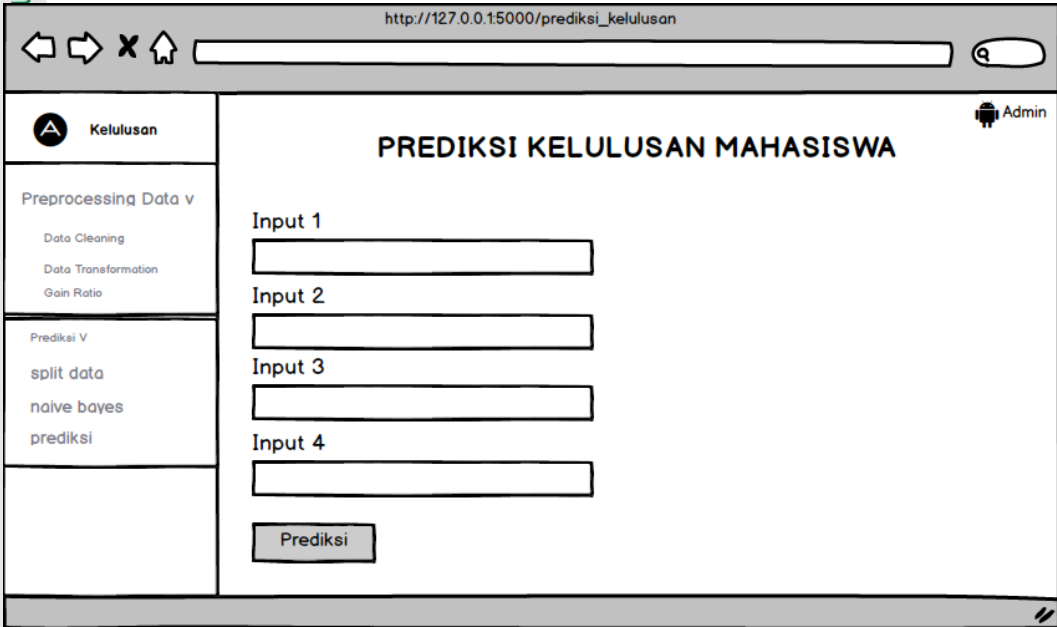 http://127.0.0.1:5000/prediksi_kelulusan
Admin
Kelulusan
PREDIKSI KELULUSAN MAHASISWA
Preprocessing Data v
Data Cleaning
Data Transformation
Gain Ratio
Prediksi V
split data
naive bayes
prediksi
Input 1
Input 2
Input 3
Input 4
Prediksi